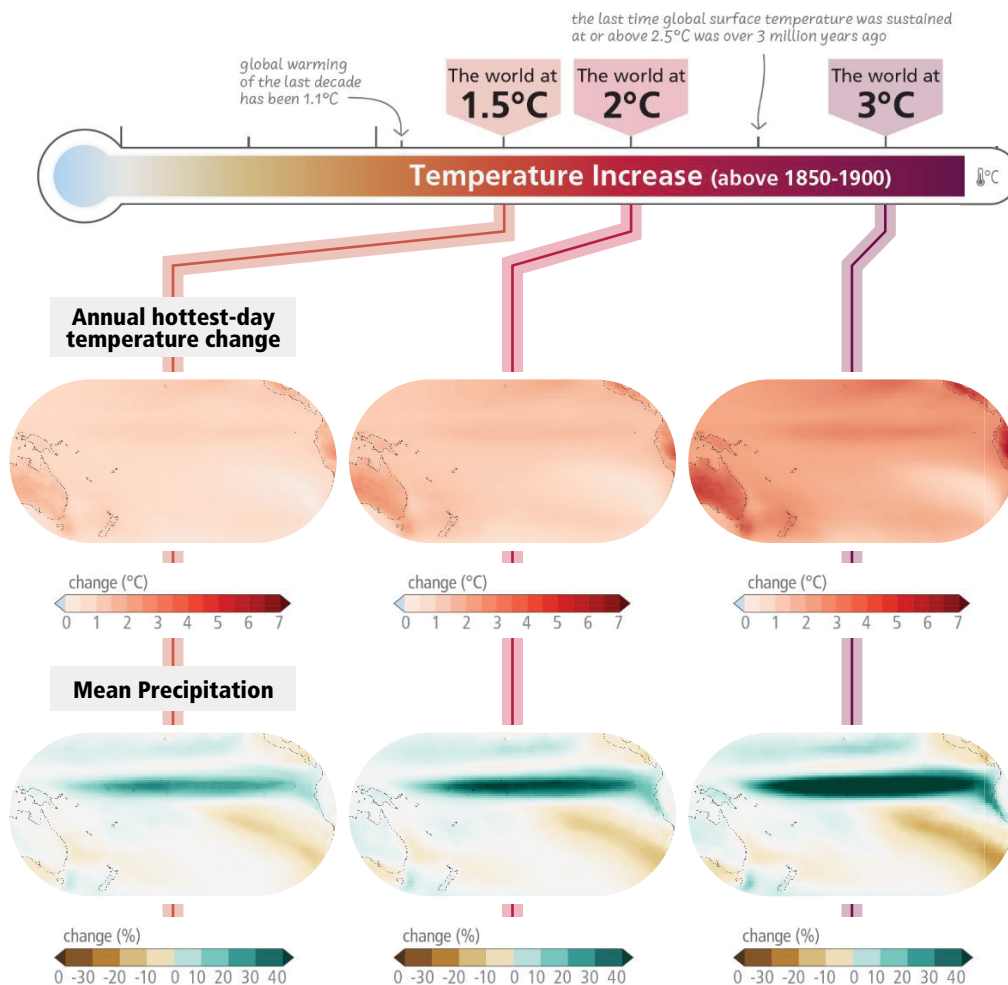 the last time global surface temperature was sustained
at or above 2.5°C was over 3 million years ago
global warming
of the last decade
has been 1.1°C
The world at
1.5°C
The world at
2°C
The world at
3°C
Temperature Increase (above 1850-1900)
°C
Annual hottest-day
temperature change
change (°C)
0 1 2 3 4 5 6 7
change (°C)
0 1 2 3 4 5 6 7
change (°C)
0 1 2 3 4 5 6 7
Mean Precipitation
change (%)
0 -30 -20 -10 0 10 20 30 40
change (%)
0 -30 -20 -10 0 10 20 30 40
change (%)
0 -30 -20 -10 0 10 20 30 40